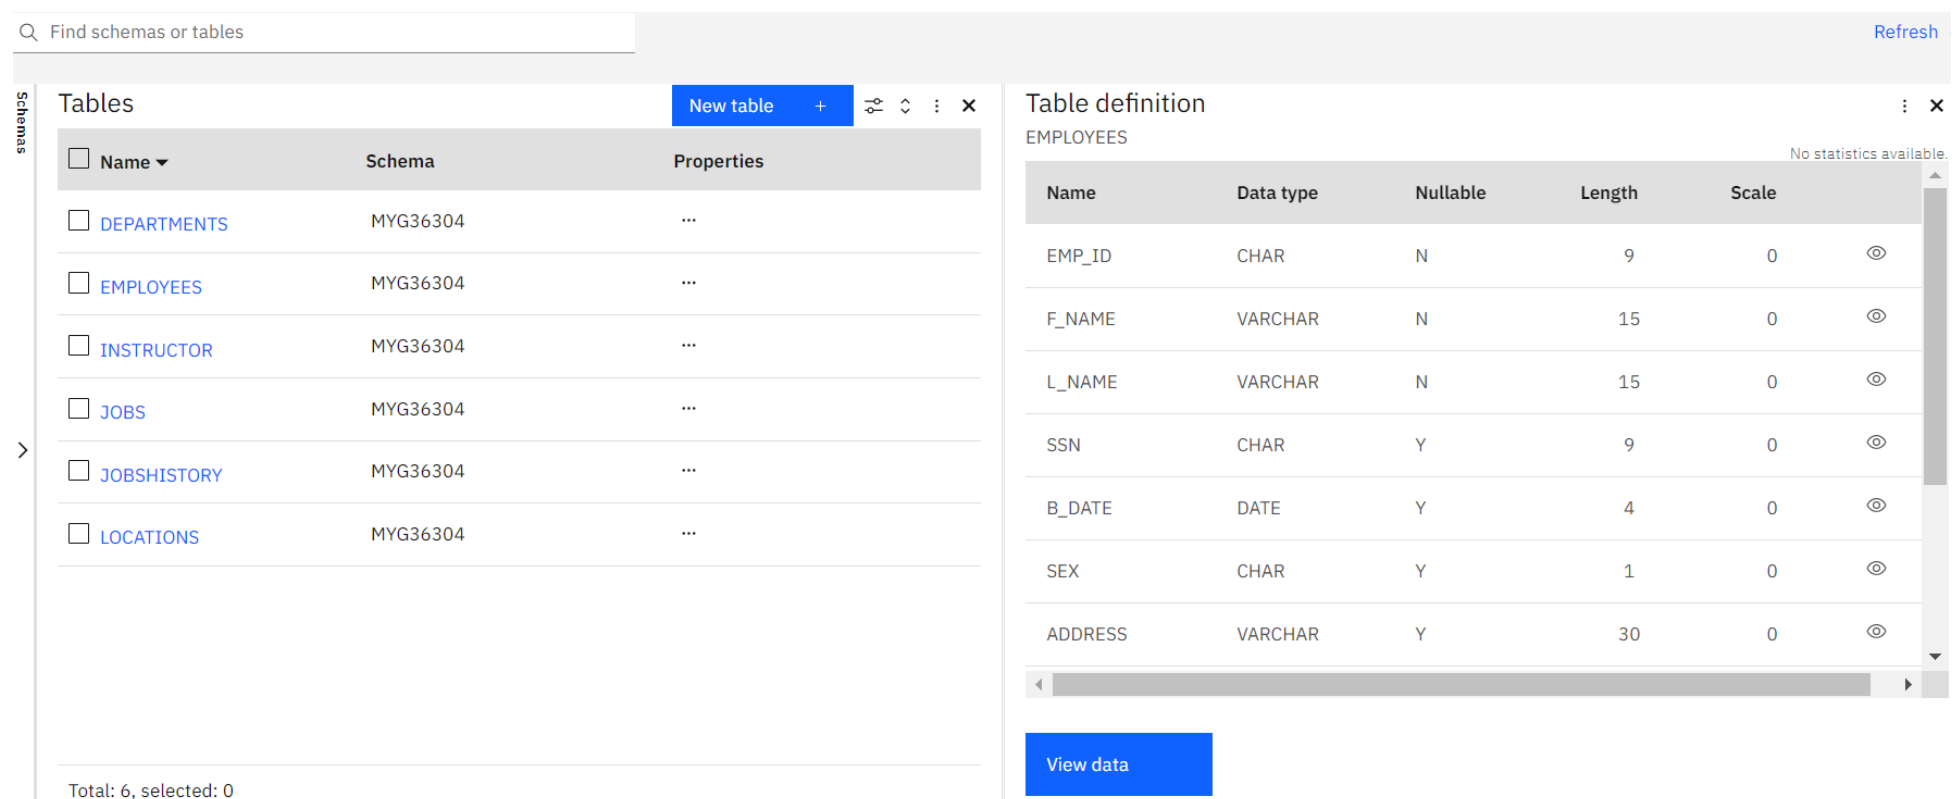 Find schemas or tables
Refresh
Schemas
Tables
New table +
Name Schema Properties
DEPARTMENTS MYG36304 ...
EMPLOYEES MYG36304 ...
INSTRUCTOR MYG36304 ...
JOBS MYG36304 ...
JOBSHISTORY MYG36304 ...
LOCATIONS MYG36304 ...
Total: 6, selected: 0
Table definition
EMPLOYEES
No statistics available.
Name Data type Nullable Length Scale
EMP_ID CHAR N 9 0
F_NAME VARCHAR N 15 0
L_NAME VARCHAR N 15 0
SSN CHAR Y 9 0
B_DATE DATE Y 4 0
SEX CHAR Y 1 0
ADDRESS VARCHAR Y 30 0
View data